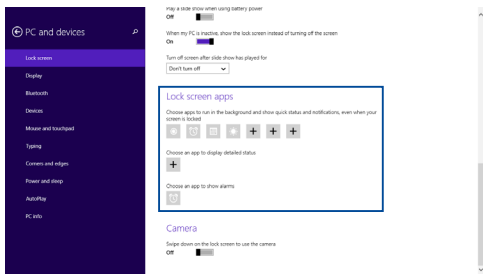 PC and devices
Lock screen
Display
Bluetooth
Devices
Mouse and touchpad
Typing
Corners and edges
Power and sleep
AutoPlay
PC info
Play a slide show when using battery power
Off
When my PC is inactive, show the lock screen instead of turning off the screen
On
Turn off screen after slide show has played for
Don't turn off
Lock screen apps
Choose apps to run in the background and show quick status and notifications, even when your
screen is locked
Choose an app to display detailed status
Choose an app to show alarms
Camera
Swipe down on the lock screen to use the camera
Off